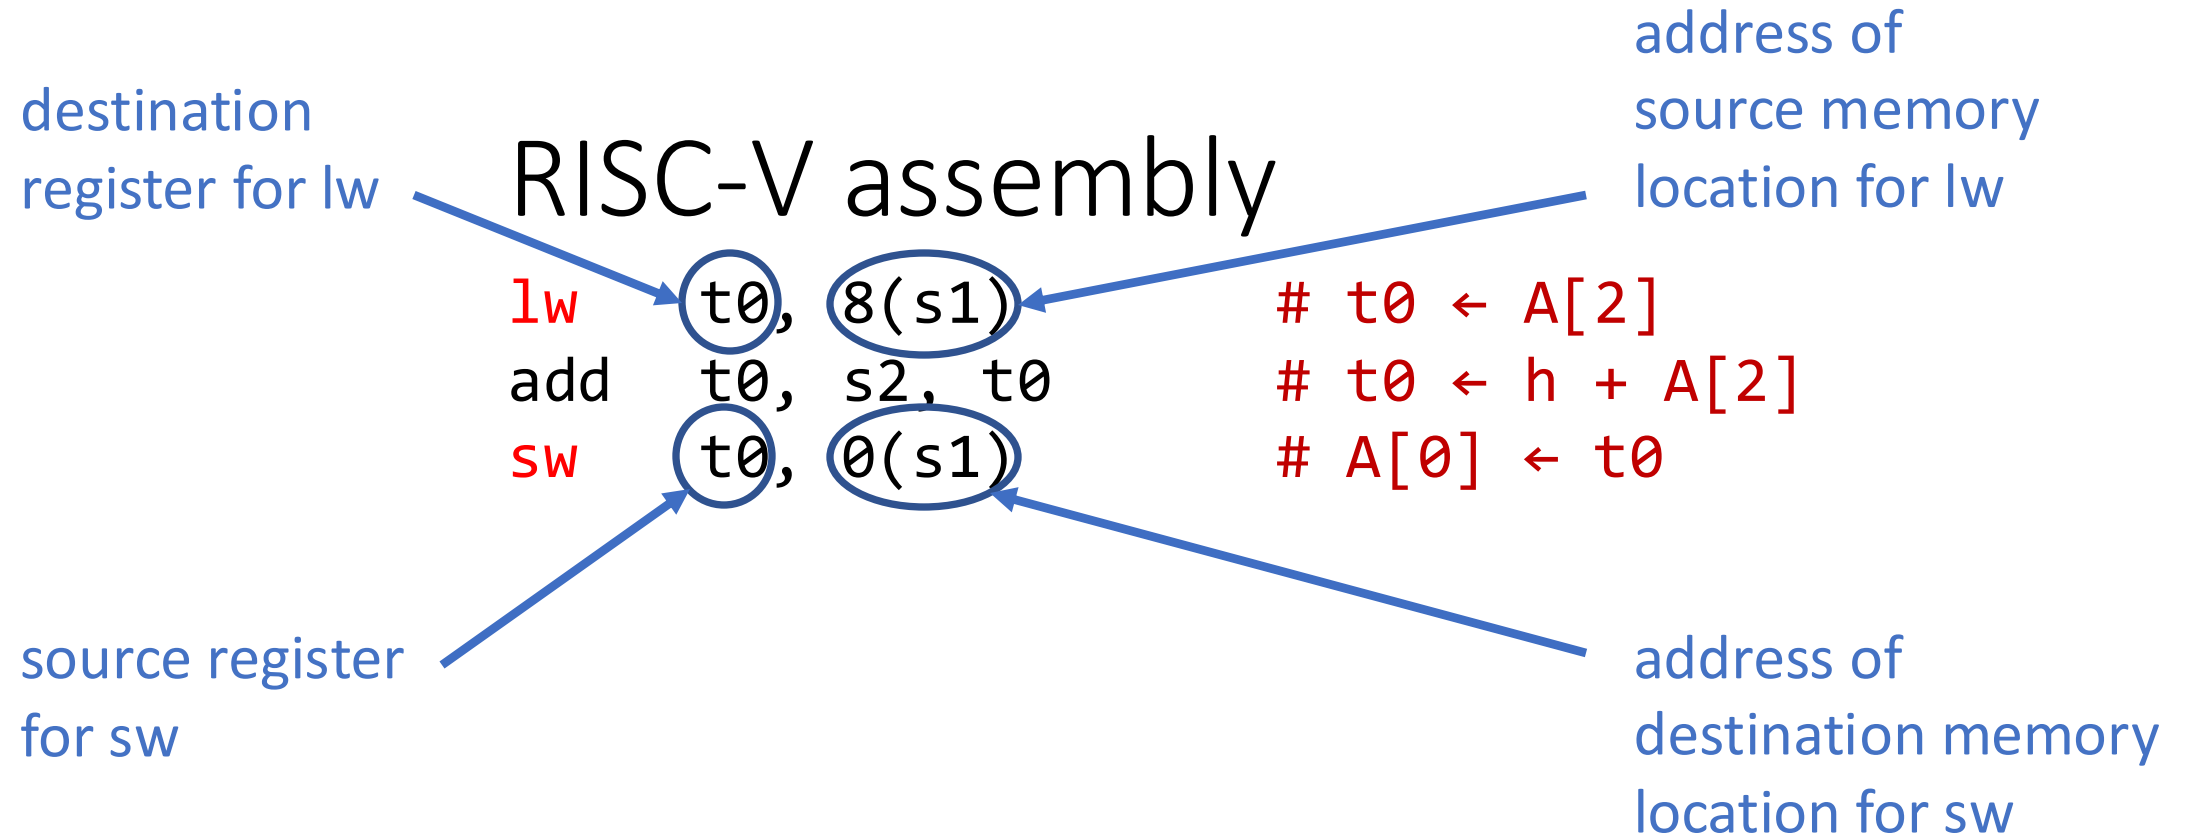 destination
register for lw
RISC-V assembly
address of
source memory
location for lw
lw t0, 8(s1) # t0 ← A[2]
add t0, s2, t0 # t0 ← h + A[2]
sw t0, 0(s1) # A[0] ← t0
source register
for sw
address of
destination memory
location for sw